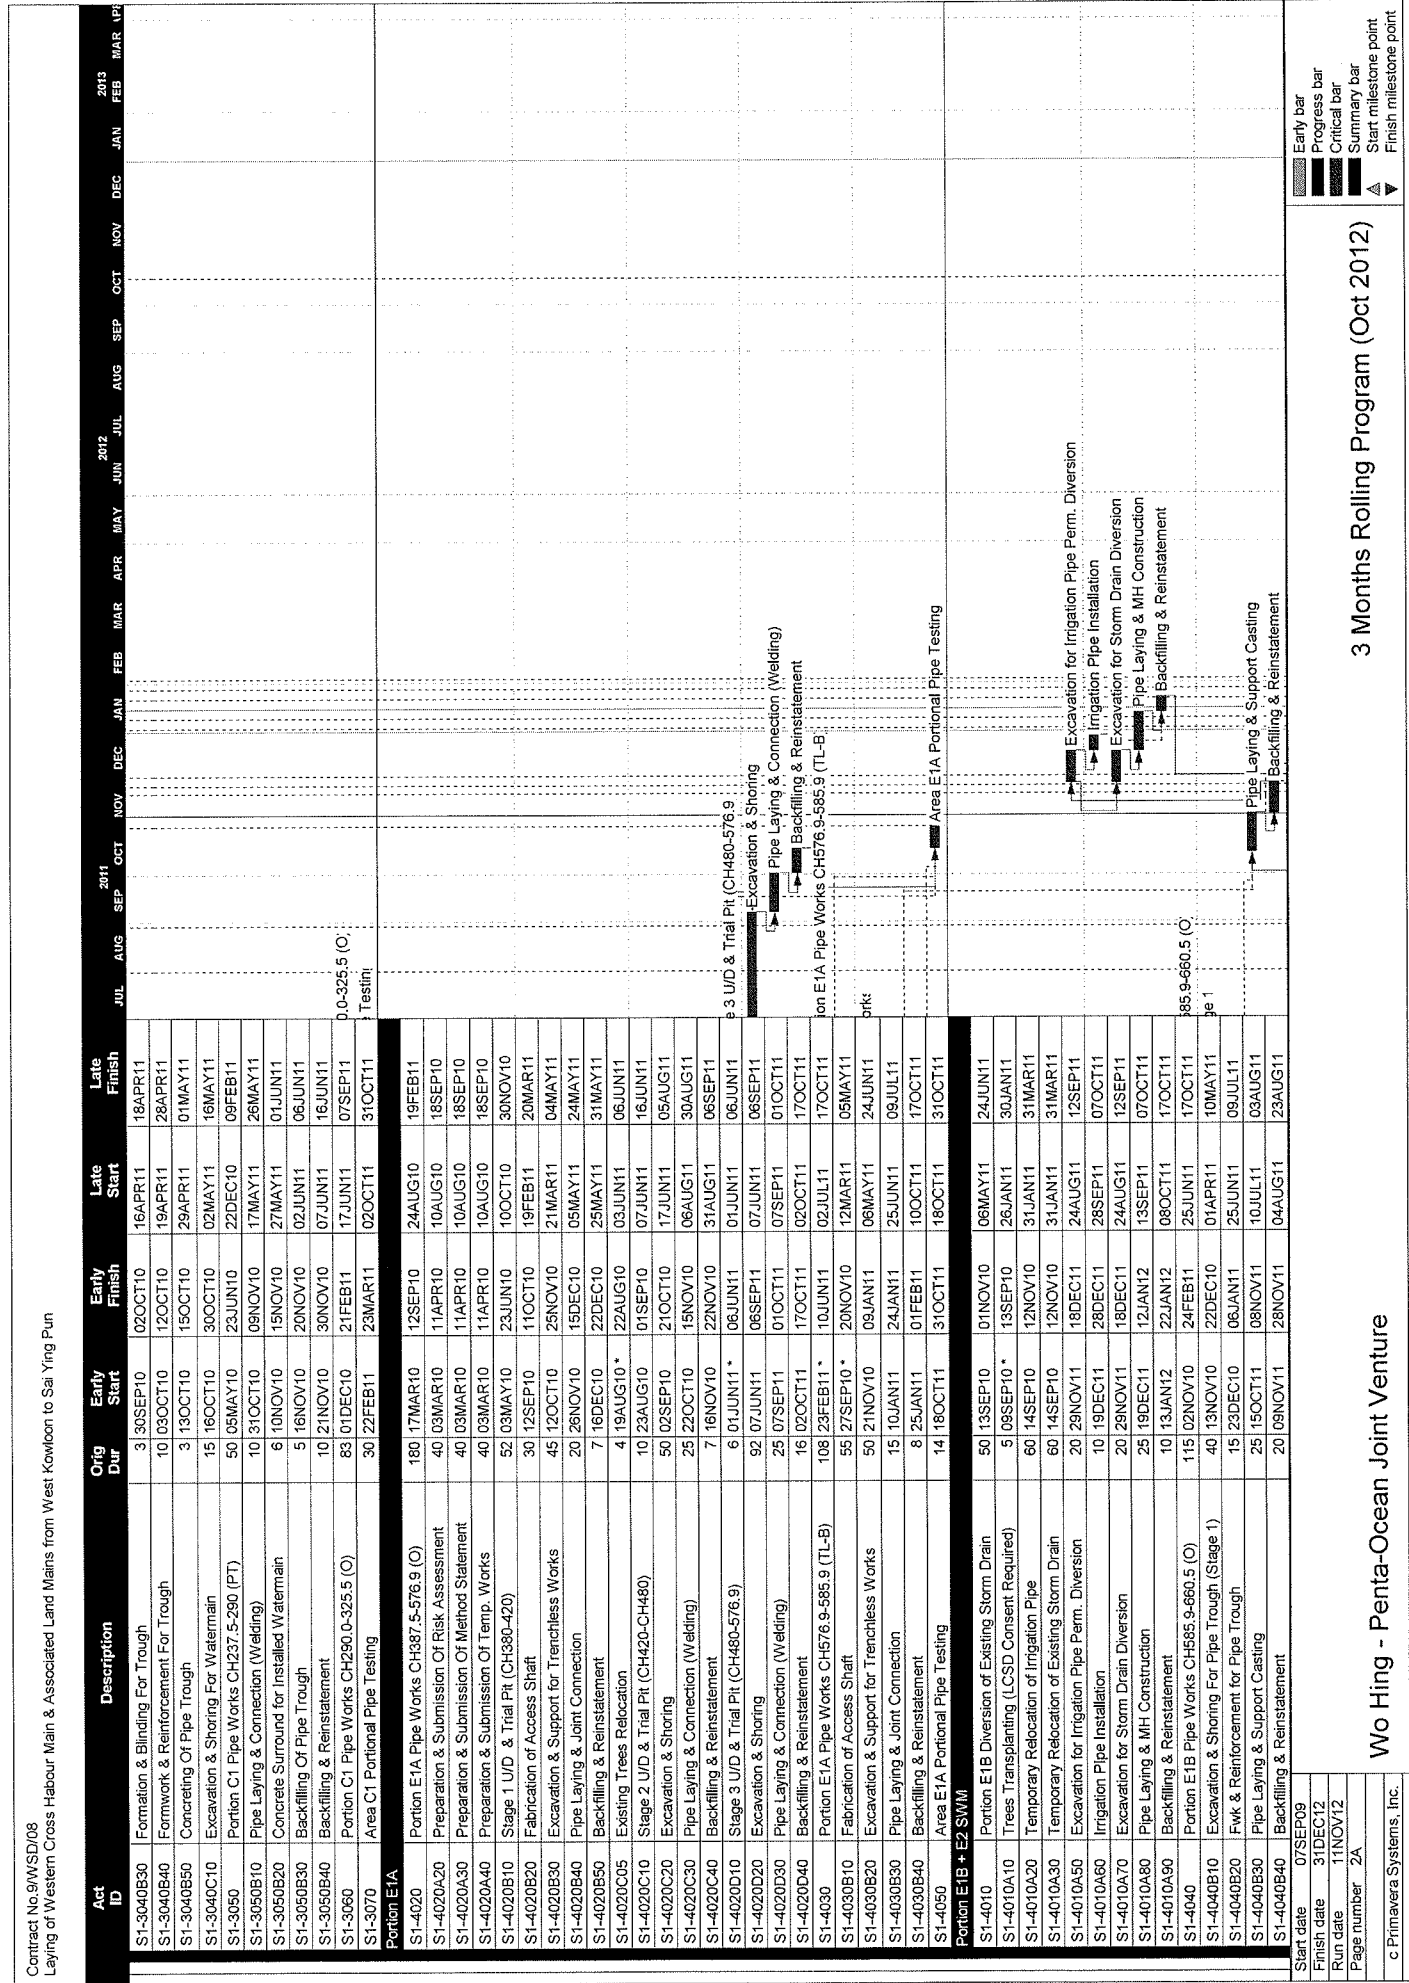 Contract No.9/WSD/08
Laying of Western Cross Habour Main & Associated Land Mains from West Kowloon to Sai Ying Pun
Act ID Description Orig Dur Early Start Early Finish Late Start Late Finish
2011 2012 2013
JUL AUG SEP OCT NOV DEC JAN FEB MAR APR MAY JUN JUL AUG SEP OCT NOV DEC JAN FEB MAR
S1-3040B30 Formation & Blinding For Trough 3 30SEP10 02OCT10 16APR11 18APR11
S1-3040B40 Formwork & Reinforcement For Trough 10 03OCT10 12OCT10 19APR11 28APR11
S1-3040B50 Concreting Of Pipe Trough 3 13OCT10 15OCT10 29APR11 01MAY11
S1-3040C10 Excavation & Shoring For Watermain 15 16OCT10 30OCT10 02MAY11 16MAY11
S1-3050 Portion C1 Pipe Works CH237.5-290 (PT) 50 05MAY10 23JUN10 22DEC10 09FEB11
S1-3050B10 Pipe Laying & Connection (Welding) 10 31OCT10 09NOV10 17MAY11 26MAY11
S1-3050B20 Concrete Surround for Installed Watermain 6 10NOV10 15NOV10 27MAY11 01JUN11
S1-3050B30 Backfilling Of Pipe Trough 5 16NOV10 20NOV10 02JUN11 06JUN11
S1-3050B40 Backfilling & Reinstatement 10 21NOV10 30NOV10 07JUN11 16JUN11
S1-3060 Portion C1 Pipe Works CH290.0-325.5 (O) 83 01DEC10 21FEB11 17JUN11 07SEP11 0.0-325.5 (O)
S1-3070 Area C1 Portional Pipe Testing 30 22FEB11 23MAR11 02OCT11 31OCT11 Testing
Portion E1A
S1-4020 Portion E1A Pipe Works CH387.5-576.9 (O) 180 17MAR10 12SEP10 24AUG10 19FEB11
S1-4020A20 Preparation & Submission Of Risk Assessment 40 03MAR10 11APR10 10AUG10 18SEP10
S1-4020A30 Preparation & Submission Of Method Statement 40 03MAR10 11APR10 10AUG10 18SEP10
S1-4020A40 Preparation & Submission Of Temp. Works 40 03MAR10 11APR10 10AUG10 18SEP10
S1-4020B10 Stage 1 U/D & Trial Pit (CH380-420) 52 03MAY10 23JUN10 10OCT10 30NOV10
S1-4020B20 Fabrication of Access Shaft 30 12SEP10 11OCT10 19FEB11 20MAR11
S1-4020B30 Excavation & Support for Trenchless Works 45 12OCT10 25NOV10 21MAR11 04MAY11
S1-4020B40 Pipe Laying & Joint Connection 20 26NOV10 15DEC10 05MAY11 24MAY11
S1-4020B50 Backfilling & Reinstatement 7 16DEC10 22DEC10 25MAY11 31MAY11
S1-4020C05 Existing Trees Relocation 4 19AUG10 * 22AUG10 03JUN11 06JUN11
S1-4020C10 Stage 2 U/D & Trial Pit (CH420-CH480) 10 23AUG10 01SEP10 07JUN11 16JUN11
S1-4020C20 Excavation & Shoring 50 02SEP10 21OCT10 17JUN11 05AUG11
S1-4020C30 Pipe Laying & Connection (Welding) 25 22OCT10 15NOV10 06AUG11 30AUG11
S1-4020C40 Backfilling & Reinstatement 7 16NOV10 22NOV10 31AUG11 06SEP11
S1-4020D10 Stage 3 U/D & Trial Pit (CH480-576.9) 6 01JUN11 * 06JUN11 01JUN11 06JUN11 e 3 U/D & Trial Pit (CH480-576.9
S1-4020D20 Excavation & Shoring 92 07JUN11 06SEP11 07JUN11 06SEP11 Excavation & Shoring
S1-4020D30 Pipe Laying & Connection (Welding) 25 07SEP11 01OCT11 07SEP11 01OCT11 Pipe Laying & Connection (Welding)
S1-4020D40 Backfilling & Reinstatement 16 02OCT11 17OCT11 02OCT11 17OCT11 Backfilling & Reinstatement
S1-4030 Portion E1A Pipe Works CH576.9-585.9 (TL-B) 108 23FEB11 * 10JUN11 02JUL11 17OCT11 ion E1A Pipe Works CH576.9-585.9 (TL-B
S1-4030B10 Fabrication of Access Shaft 55 27SEP10 * 20NOV10 12MAR11 05MAY11
S1-4030B20 Excavation & Support for Trenchless Works 50 21NOV10 09JAN11 06MAY11 24JUN11 orks
S1-4030B30 Pipe Laying & Joint Connection 15 10JAN11 24JAN11 25JUN11 09JUL11
S1-4030B40 Backfilling & Reinstatement 8 25JAN11 01FEB11 10OCT11 17OCT11
S1-4050 Area E1A Portional Pipe Testing 14 18OCT11 31OCT11 18OCT11 31OCT11 Area E1A Portional Pipe Testing
Portion E1B + E2 SWM
S1-4010 Portion E1B Diversion of Existing Storm Drain 50 13SEP10 01NOV10 06MAY11 24JUN11
S1-4010A10 Trees Transplanting (LCSD Consent Required) 5 09SEP10 * 13SEP10 26JAN11 30JAN11
S1-4010A20 Temporary Relocation of Irrigation Pipe 60 14SEP10 12NOV10 31JAN11 31MAR11
S1-4010A30 Temporary Relocation of Existing Storm Drain 60 14SEP10 12NOV10 31JAN11 31MAR11
S1-4010A50 Excavation for Irrigation Pipe Perm. Diversion 20 29NOV11 18DEC11 24AUG11 12SEP11 Excavation for Irrigation Pipe Perm. Diversion
S1-4010A60 Irrigation Pipe Installation 10 19DEC11 28DEC11 28SEP11 07OCT11 Irrigation Pipe Installation
S1-4010A70 Excavation for Storm Drain Diversion 20 29NOV11 18DEC11 24AUG11 12SEP11 Excavation for Storm Drain Diversion
S1-4010A80 Pipe Laying & MH Construction 25 19DEC11 12JAN12 13SEP11 07OCT11 Pipe Laying & MH Construction
S1-4010A90 Backfilling & Reinstatement 10 13JAN12 22JAN12 08OCT11 17OCT11 Backfilling & Reinstatement
S1-4040 Portion E1B Pipe Works CH585.9-660.5 (O) 115 02NOV10 24FEB11 25JUN11 17OCT11 585.9-660.5 (O)
S1-4040B10 Excavation & Shoring For Pipe Trough (Stage 1) 40 13NOV10 22DEC10 01APR11 10MAY11 ge 1
S1-4040B20 Fwk & Reinforcement for Pipe Trough 15 23DEC10 06JAN11 25JUN11 09JUL11
S1-4040B30 Pipe Laying & Support Casting 25 15OCT11 08NOV11 10JUL11 03AUG11 Pipe Laying & Support Casting
S1-4040B40 Backfilling & Reinstatement 20 09NOV11 28NOV11 04AUG11 23AUG11 Backfilling & Reinstatement
Start date 07SEP09
Finish date 31DEC12
Run date 11NOV12
Page number 2A
c Primavera Systems, Inc.
Wo Hing - Penta-Ocean Joint Venture
3 Months Rolling Program (Oct 2012)
Early bar
Progress bar
Critical bar
Summary bar
Start milestone point
Finish milestone point